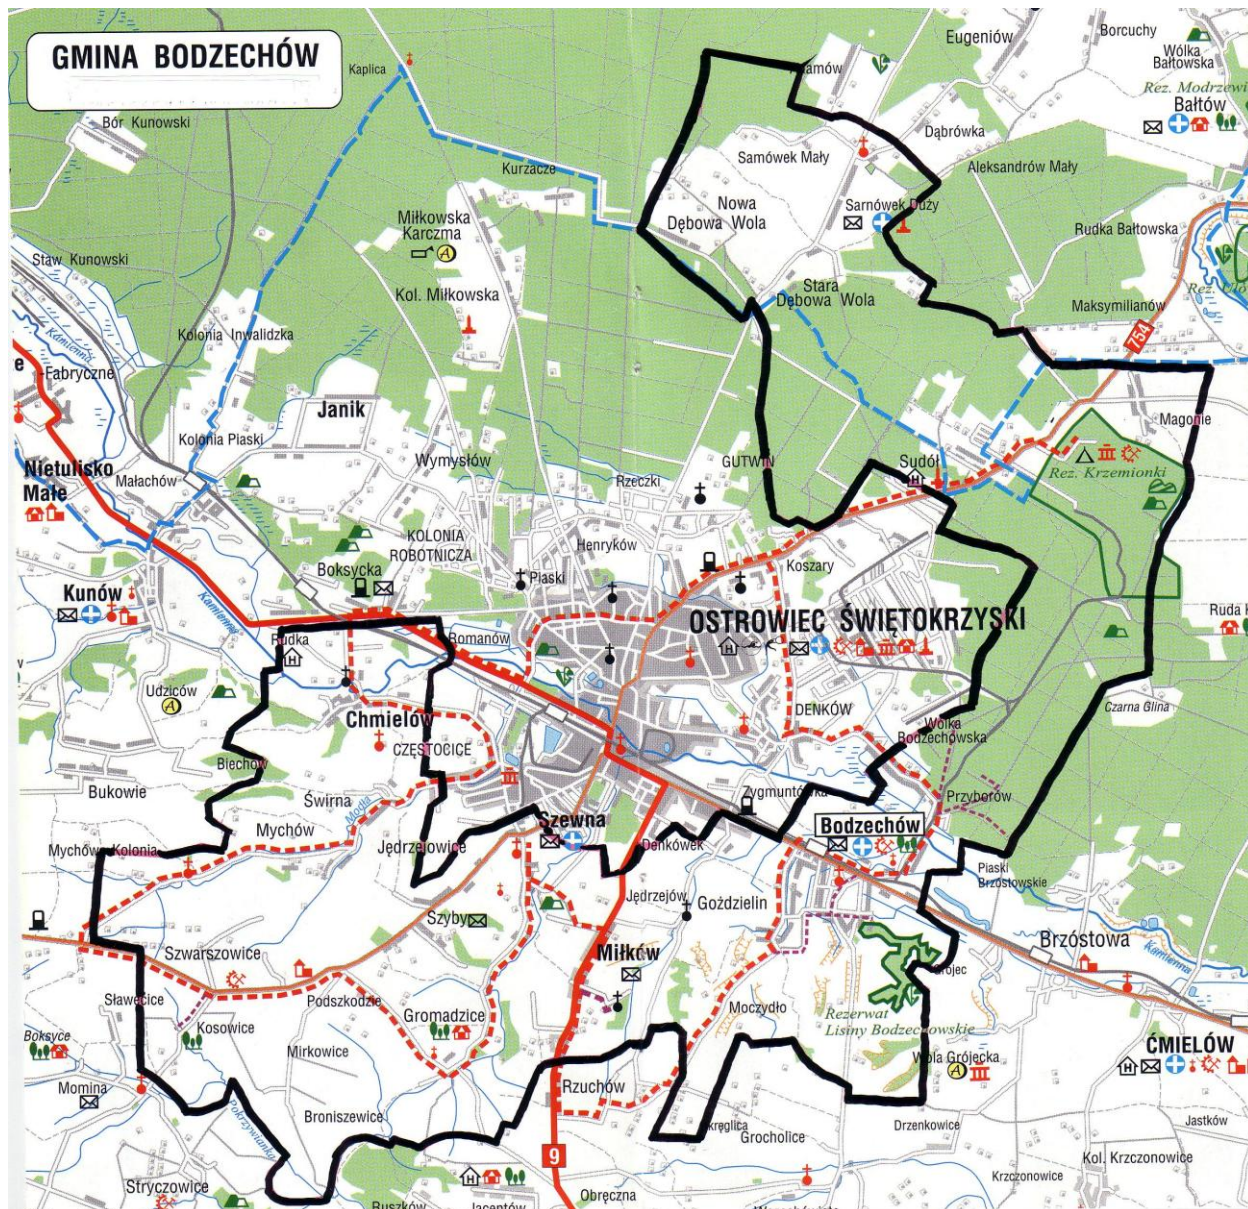 GMINA BODZECHÓW
Kaplica
Eugeniów
Borcuchy
Wólka
Bałtowska
Rez. Modrzewi
Bałtów
Bór Kunowski
Dąbrówka
Samówek Mały
Aleksandrów Mały
Kurzacze
Nowa
Dębowa Wola
Sarnówek Duży
Rudka Bałtowska
Miłkowska
Karczma
A
Staw Kunowski
Kol. Miłkowska
Stara
Dębowa Wola
Maksymilianów
754
Kolonia Inwalidzka
Kamienna
Fabryczne
Janik
Magonie
Kolonia Piaski
Wymysłów
GUTWIN
Sudół
H
Rez. Krzemionki
Nietulisko
Małe
Małachów
Rzeczki
KOLONIA
ROBOTNICZA
Henryków
Boksycka
Piaski
Koszary
Kunów
Kamienna
OSTROWIEC ŚWIĘTOKRZYSKI
H
Ruda K
Rudka
H
Romanów
Udziców
A
Chmielów
CZĘSTOCICE
DENKÓW
Wólka
Bodzechowska
Czarna Glina
Biechów
Bukowie
Świrna
Modła
Zygmuntówka
Przyborów
Mychów
Szewna
Bodzechów
Mychów Kolonia
Jędrzejowice
Denkówek
Piaski
Brzóstowskie
Jędrzejów
Goździelin
Szyby
Brzóstowa
Szwarszowice
Miłków
Kamienna
Grójec
Sławęcice
Podszkodzie
Kosowice
Gromadzice
Moczydło
Rezerwat
Lisiny Bodzechowskie
Boksyce
Mirkowice
Wola Grójecka
A
ĆMIELÓW
H
Momina
Rzuchów
Broniszewice
Pokrzywianka
Drzenkowice
Jastków
Grocholice
9
Kol. Krzczonowice
Stryczowice
H
Krzczonowice
Obręczna
Ruszków
Jacentów